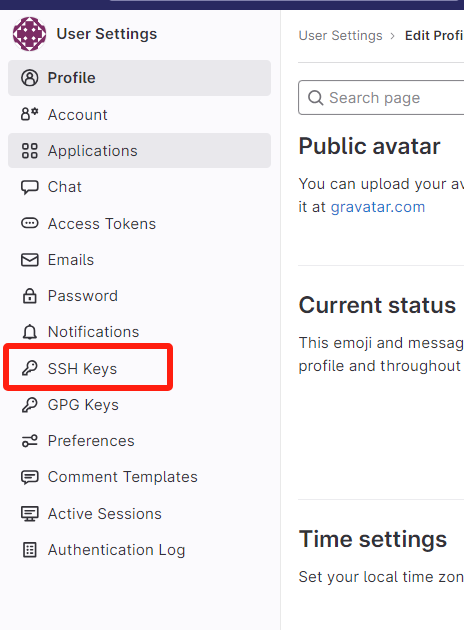 User Settings
Profile
Account
Applications
Chat
Access Tokens
Emails
Password
Notifications
SSH Keys
GPG Keys
Preferences
Comment Templates
Active Sessions
Authentication Log
User Settings › Edit Profi
Search page
Public avatar
You can upload your av
it at gravatar.com
Current status
This emoji and messag
profile and throughout
Time settings
Set your local time zon